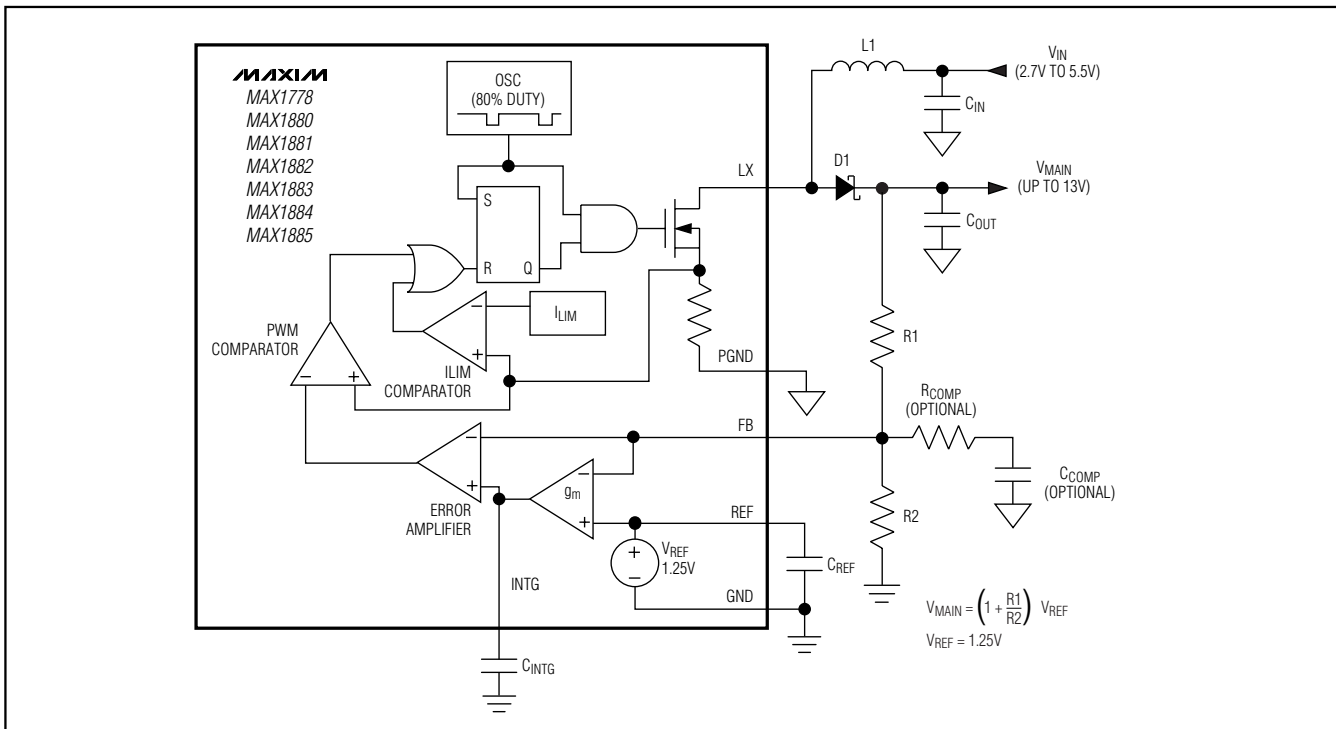 MAXIM
MAX1778
MAX1880
MAX1881
MAX1882
MAX1883
MAX1884
MAX1885
OSC
(80% DUTY)
S
R
Q
ILIM
−
+
ILIM
COMPARATOR
PWM
COMPARATOR
−
+
ERROR
AMPLIFIER
−
+
gm
−
+
INTG
CINTG
VREF
1.25V
+
−
LX
PGND
FB
REF
GND
CREF
L1
VIN
(2.7V TO 5.5V)
CIN
D1
VMAIN
(UP TO 13V)
COUT
R1
RCOMP
(OPTIONAL)
CCOMP
(OPTIONAL)
R2
VMAIN = (1 + R1/R2) VREF
VREF = 1.25V